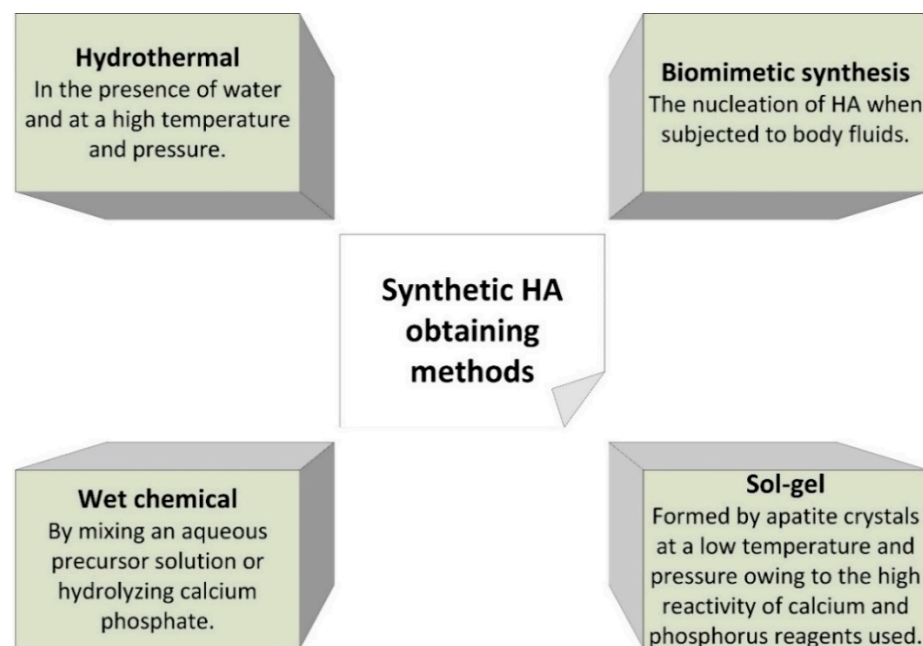 Hydrothermal
In the presence of water
and at a high temperature
and pressure.
Biomimetic synthesis
The nucleation of HA when
subjected to body fluids.
Synthetic HA
obtaining
methods
Wet chemical
By mixing an aqueous
precursor solution or
hydrolyzing calcium
phosphate.
Sol-gel
Formed by apatite crystals
at a low temperature and
pressure owing to the high
reactivity of calcium and
phosphorus reagents used.